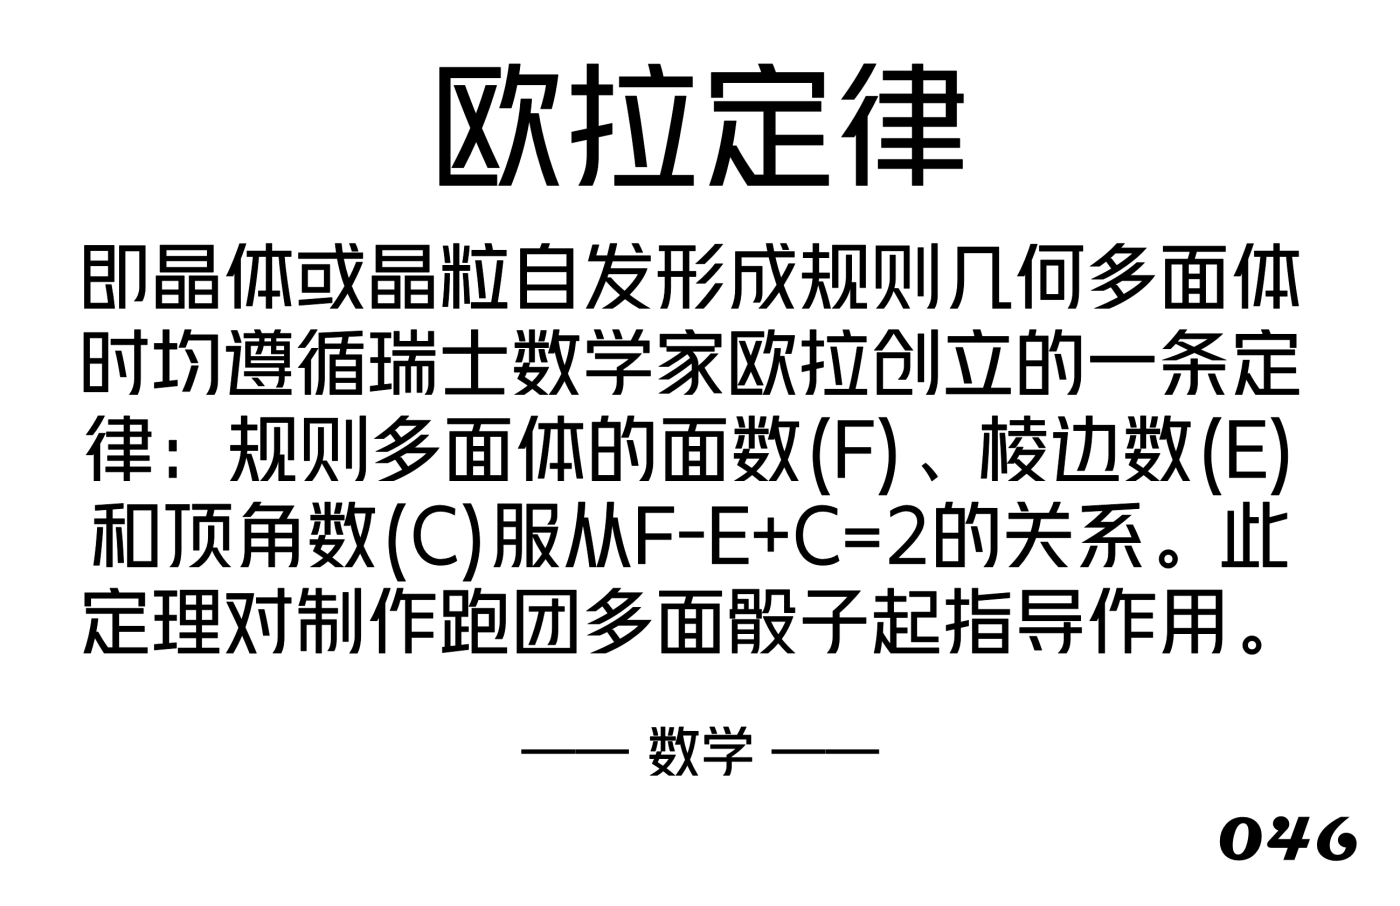 欧拉定律
即晶体或晶粒自发形成规则几何多面体
时均遵循瑞士数学家欧拉创立的一条定
律：规则多面体的面数(F)、棱边数(E)
和顶角数(C)服从F-E+C=2的关系。此
定理对制作跑团多面骰子起指导作用。
—— 数学 ——
046